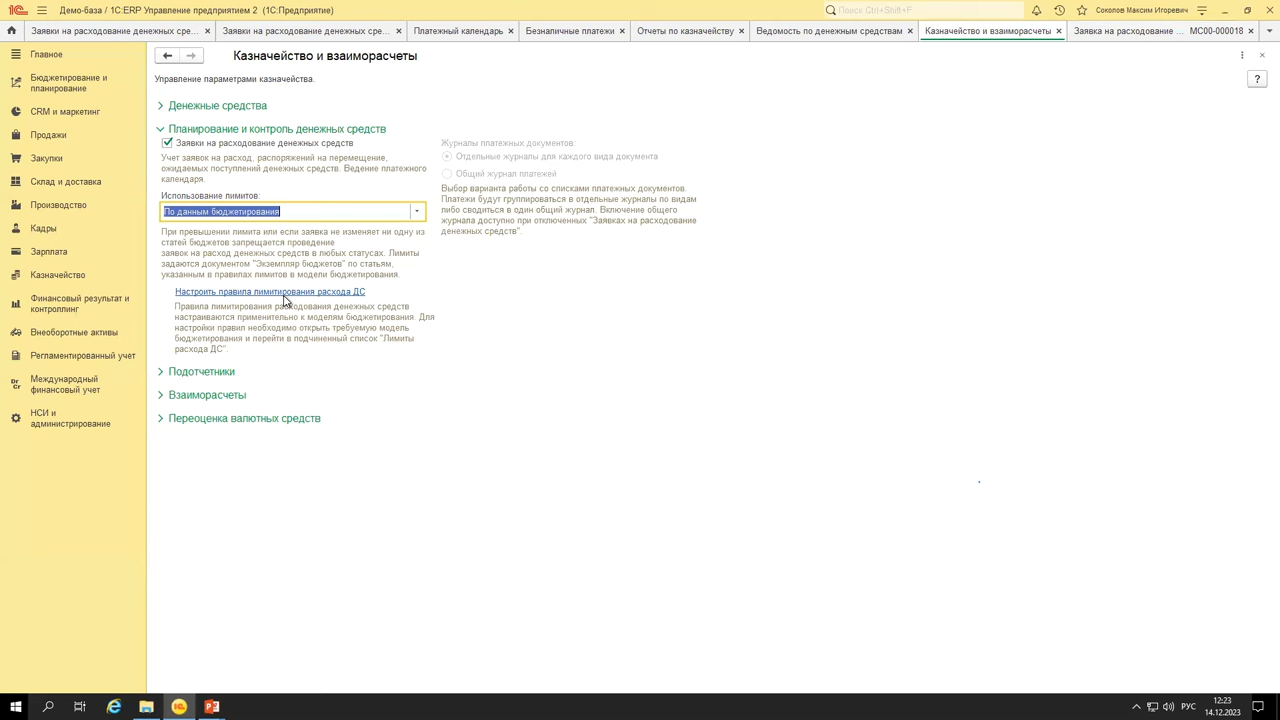 Демо-база / 1С:ERP Управление предприятием 2 (1С:Предприятие)
Поиск Ctrl+Shift+F
Соколов Максим Игоревич
Заявки на расходование денежных сре...
Заявки на расходование денежных сре...
Платежный календарь
Безналичные платежи
Отчеты по казначейству
Ведомость по денежным средствам
Казначейство и взаиморасчеты
Заявка на расходование ... МС00-000018
Главное
Бюджетирование и
планирование
CRM и маркетинг
Продажи
Закупки
Склад и доставка
Производство
Кадры
Зарплата
Казначейство
Финансовый результат и
контроллинг
Внеоборотные активы
Регламентированный учет
Международный
финансовый учет
НСИ и
администрирование
Казначейство и взаиморасчеты
?
Управление параметрами казначейства.
Денежные средства
Планирование и контроль денежных средств
Заявки на расходование денежных средств
Учет заявок на расход, распоряжений на перемещение,
ожидаемых поступлений денежных средств. Ведение платежного
календаря.
Использование лимитов:
По данным бюджетирования
При превышении лимита или если заявка не изменяет ни одну из
статей бюджетов запрещается проведение
заявок на расход денежных средств в любых статусах. Лимиты
задаются документом "Экземпляр бюджетов" по статьям,
указанным в правилах лимитов в модели бюджетирования.
Настроить правила лимитирования расхода ДС
Правила лимитирования расходования денежных средств
настраиваются применительно к моделям бюджетирования. Для
настройки правил необходимо открыть требуемую модель
бюджетирования и перейти в подчиненный список "Лимиты
расхода ДС".
Журналы платежных документов:
Отдельные журналы для каждого вида документа
Общий журнал платежей
Выбор варианта работы со списками платежных документов.
Платежи будут группироваться в отдельные журналы по видам
либо сводиться в один общий журнал. Включение общего
журнала доступно при отключенных "Заявках на расходование
денежных средств".
Подотчетники
Взаиморасчеты
Переоценка валютных средств
РУС
12:23
14.12.2023